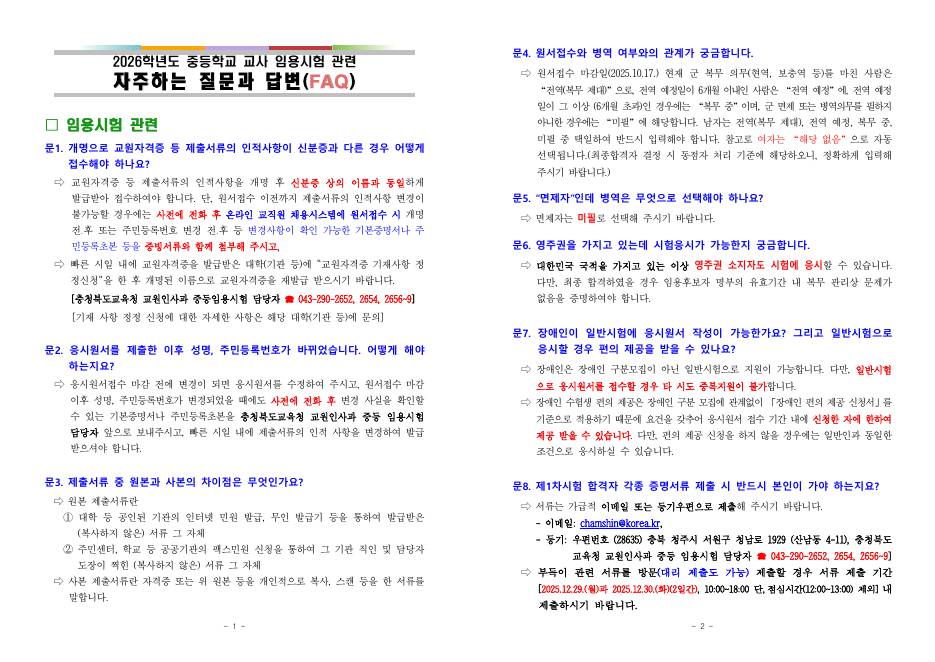 2026학년도 중등학교 교사 임용시험 관련
자주하는 질문과 답변(FAQ)
□ 임용시험 관련
문1. 개명으로 교원자격증 등 제출서류의 인적사항이 신분증과 다른 경우 어떻게
접수해야 하나요?
⇨ 교원자격증 등 제출서류의 인적사항을 개명 후 신분증 상의 이름과 동일하게
발급받아 접수하여야 합니다. 단, 원서접수 이전까지 제출서류의 인적사항 변경이
불가능할 경우에는 사전에 전화 후 온라인 교직원 채용시스템에 원서접수 시 개명
전.후 또는 주민등록번호 변경 전.후 등 변경사항이 확인 가능한 기본증명서나 주
민등록초본 등을 증빙서류와 함께 첨부해 주시고,
⇨ 빠른 시일 내에 교원자격증을 발급받은 대학(기관 등)에 “교원자격증 기재사항 정
정신청”을 한 후 개명된 이름으로 교원자격증을 재발급 받으시기 바랍니다.
[충청북도교육청 교원인사과 중등임용시험 담당자 ☎ 043-290-2652, 2654, 2656~9]
[기재 사항 정정 신청에 대한 자세한 사항은 해당 대학(기관 등)에 문의]
문2. 응시원서를 제출한 이후 성명, 주민등록번호가 바뀌었습니다. 어떻게 해야
하는지요?
⇨ 응시원서접수 마감 전에 변경이 되면 응시원서를 수정하여 주시고, 원서접수 마감
이후 성명, 주민등록번호가 변경되었을 때에도 사전에 전화 후 변경 사실을 확인할
수 있는 기본증명서나 주민등록초본을 충청북도교육청 교원인사과 중등 임용시험
담당자 앞으로 보내주시고, 빠른 시일 내에 제출서류의 인적 사항을 변경하여 발급
받으셔야 합니다.
문3. 제출서류 중 원본과 사본의 차이점은 무엇인가요?
⇨ 원본 제출서류란
① 대학 등 공인된 기관의 인터넷 민원 발급, 무인 발급기 등을 통하여 발급받은
(복사하지 않은) 서류 그 자체
② 주민센터, 학교 등 공공기관의 팩스민원 신청을 통하여 그 기관 직인 및 담당자
도장이 찍힌 (복사하지 않은) 서류 그 자체
⇨ 사본 제출서류란 자격증 또는 위 원본 등을 개인적으로 복사, 스캔 등을 한 서류를
말합니다.
- 1 -
문4. 원서접수와 병역 여부와의 관계가 궁금합니다.
⇨ 원서접수 마감일(2025.10.17.) 현재 군 복무 의무(현역, 보충역 등)를 마친 사람은
“전역(복무 제대)”으로, 전역 예정일이 6개월 이내인 사람은 “전역 예정”에, 전역 예정
일이 그 이상 (6개월 초과)인 경우에는 “복무 중”이며, 군 면제 또는 병역의무를 필하지
아니한 경우에는 “미필”에 해당합니다. 남자는 전역(복무 제대), 전역 예정, 복무 중,
미필 중 택일하여 반드시 입력해야 합니다. 참고로 여자는 “해당 없음”으로 자동
선택됩니다.(최종합격자 결정 시 동점자 처리 기준에 해당하오니, 정확하게 입력해
주시기 바랍니다.)
문5. “면제자”인데 병역은 무엇으로 선택해야 하나요?
⇨ 면제자는 미필로 선택해 주시기 바랍니다.
문6. 영주권을 가지고 있는데 시험응시가 가능한지 궁금합니다.
⇨ 대한민국 국적을 가지고 있는 이상 영주권 소지자도 시험에 응시할 수 있습니다.
다만, 최종 합격하였을 경우 임용후보자 명부의 유효기간 내 복무 관리상 문제가
없음을 증명하여야 합니다.
문7. 장애인이 일반시험에 응시원서 작성이 가능한가요? 그리고 일반시험으로
응시할 경우 편의 제공을 받을 수 있나요?
⇨ 장애인은 장애인 구분모집이 아닌 일반시험으로 지원이 가능합니다. 다만, 일반시험
으로 응시원서를 접수할 경우 타 시도 중복지원이 불가합니다.
⇨ 장애인 수험생 편의 제공은 장애인 구분 모집에 관계없이 「장애인 편의 제공 신청서」를
기준으로 적용하기 때문에 요건을 갖추어 응시원서 접수 기간 내에 신청한 자에 한하여
제공 받을 수 있습니다. 다만, 편의 제공 신청을 하지 않을 경우에는 일반인과 동일한
조건으로 응시하실 수 있습니다.
문8. 제1차시험 합격자 각종 증명서류 제출 시 반드시 본인이 가야 하는지요?
⇨ 서류는 가급적 이메일 또는 등기우편으로 제출해 주시기 바랍니다.
- 이메일: chamshin@korea.kr,
- 등기: 우편번호 (28635) 충북 청주시 서원구 청남로 1929 (산남동 4-11), 충청북도
교육청 교원인사과 중등 임용시험 담당자 ☎ 043-290-2652, 2654, 2656~9]
⇨ 부득이 관련 서류를 방문(대리 제출도 가능) 제출할 경우 서류 제출 기간
[2025.12.29.(월)과 2025.12.30.(화)(2일간), 10:00~18:00 단, 점심시간(12:00~13:00) 제외] 내
제출하시기 바랍니다.
- 2 -